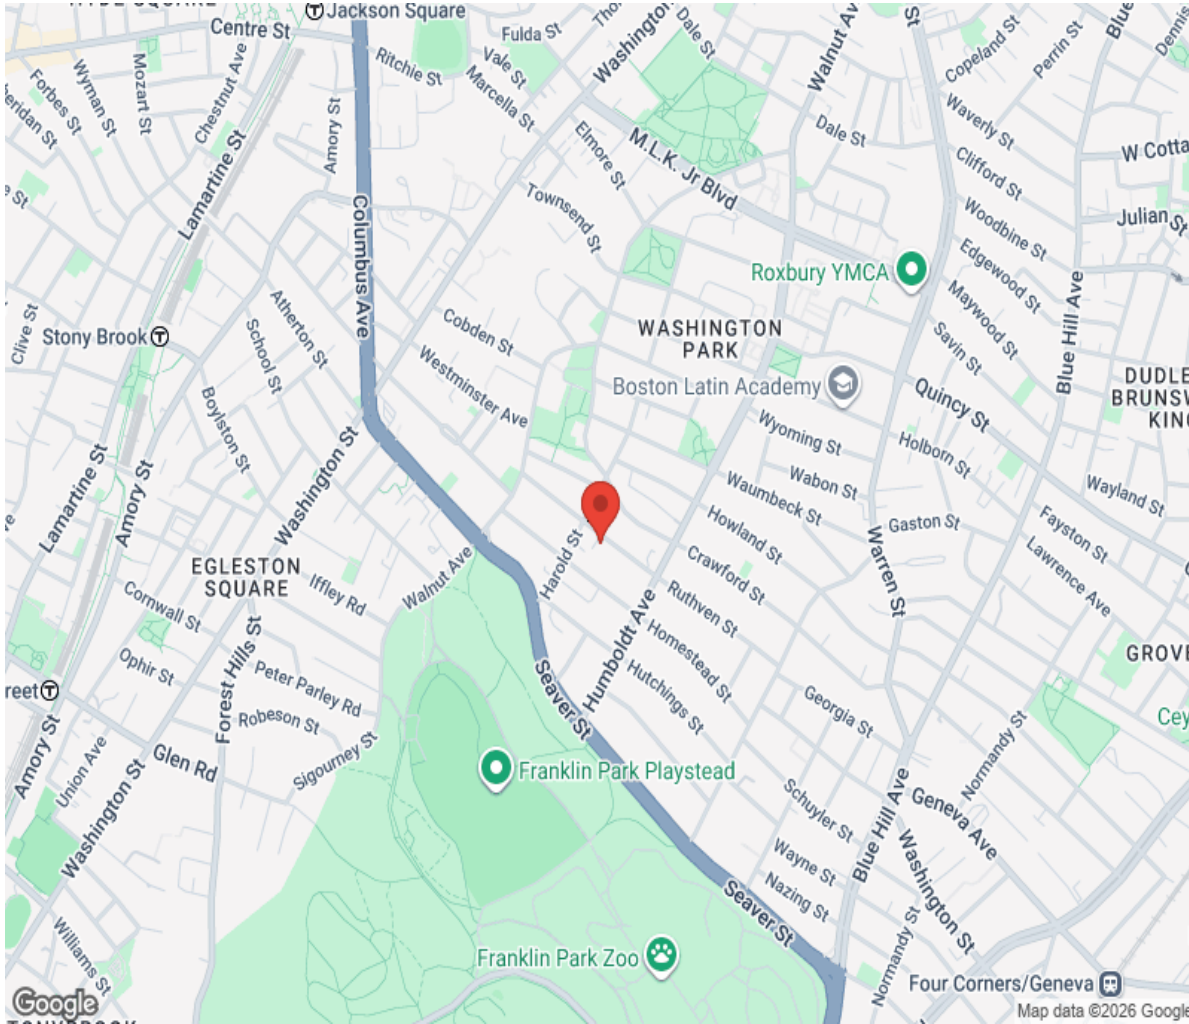 HYDE SQUARE
Jackson Square
Centre St
Fulda St
Washington
Dale St
Walnut Av
St
Blue
Copeland St
Perrin St
Dennis
Forbes St
Wyman St
Mozart St
Chestnut Ave
Ritchie St
Vale St
Marcella St
eridan St
Lamartine St
Amory St
Elmore St
M.L.K. Jr Blvd
Dale St
Waverly St
W Cotta
Clifford St
e St
Townsend St
Woodbine St
Julian St
Columbus Ave
Roxbury YMCA
Edgewood St
Maywood St
Blue Hill Ave
Clive St
Stony Brook
Atherton St
School St
Cobden St
WASHINGTON
PARK
Savin St
Westminster Ave
Boston Latin Academy
Quincy St
DUDLE
BRUNSW
KING
Boylston St
Washington St
Wyoming St
Holborn St
Lamartine St
Amory St
Wabon St
Waumbeck St
Wayland St
Gaston St
Fayston St
Howland St
Warren St
Lawrence Ave
EGLESTON
SQUARE
Iffley Rd
Walnut Ave
Harold St
Crawford St
Cornwall St
Ruthven St
Humboldt Ave
Homestead St
Forest Hills St
Ophir St
Peter Parley Rd
Hutchings St
GROVE
reet
Robeson St
Seaver St
Georgia St
Normandy St
Cey
Amory St
Union Ave
Glen Rd
Sigourney St
Washington St
Franklin Park Playstead
Schuyler St
Blue Hill Ave
Geneva Ave
Wayne St
Nazing St
Washington St
Seaver St
Normandy St
Williams St
Franklin Park Zoo
Four Corners/Geneva
Google
Map data ©2026 Google